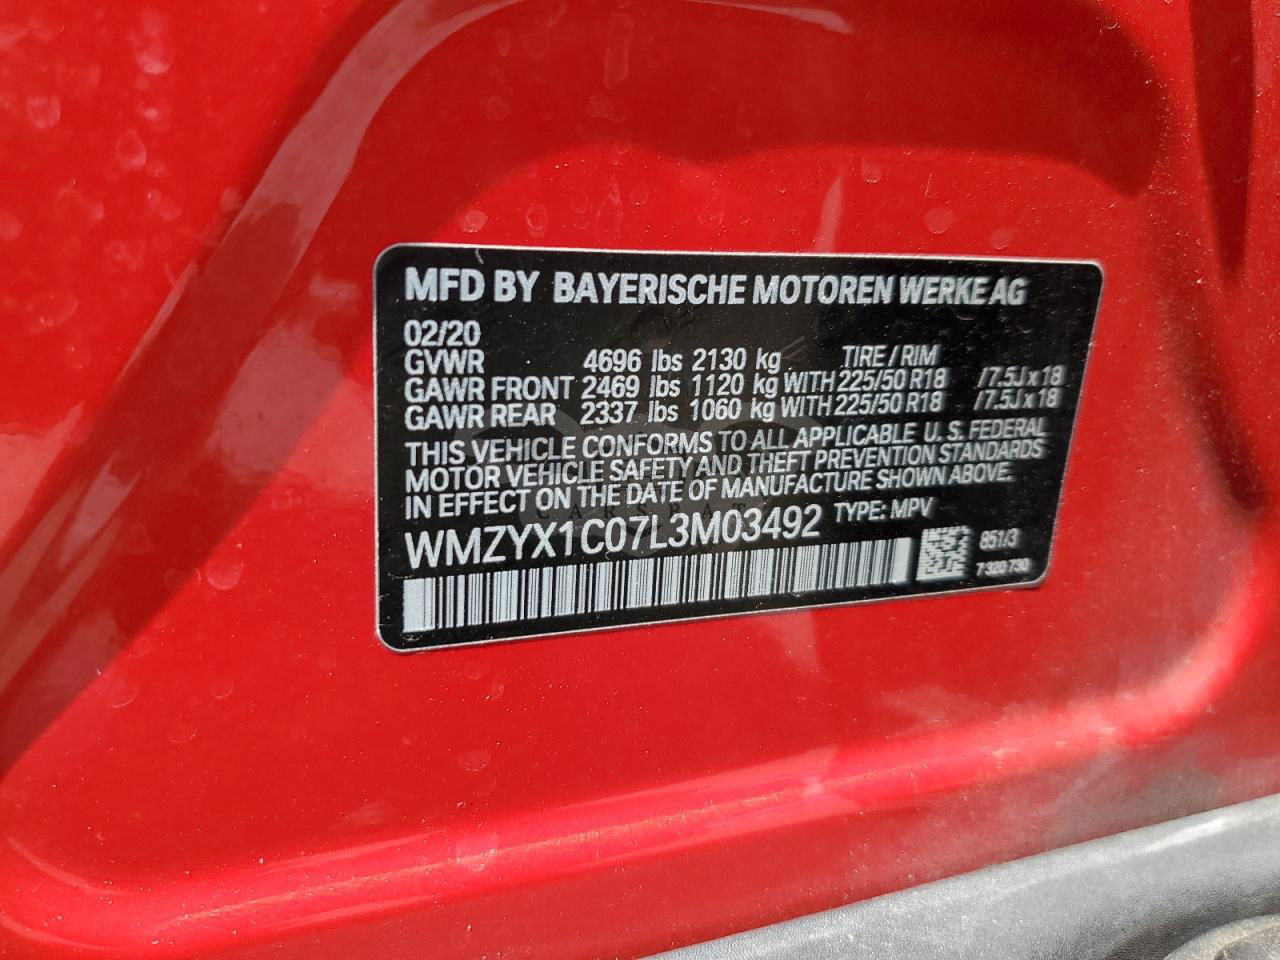 MFD BY BAYERISCHE MOTOREN WERKE AG
02/20
GVWR 4696 lbs 2130 kg TIRE / RIM
GAWR FRONT 2469 lbs 1120 kg WITH 225/50 R18 /7.5J x 18
GAWR REAR 2337 lbs 1060 kg WITH 225/50 R18 /7.5J x 18
THIS VEHICLE CONFORMS TO ALL APPLICABLE U. S. FEDERAL
MOTOR VEHICLE SAFETY AND THEFT PREVENTION STANDARDS
IN EFFECT ON THE DATE OF MANUFACTURE SHOWN ABOVE.
WMZYX1C07L3M03492 TYPE: MPV
851/3
7 320 730